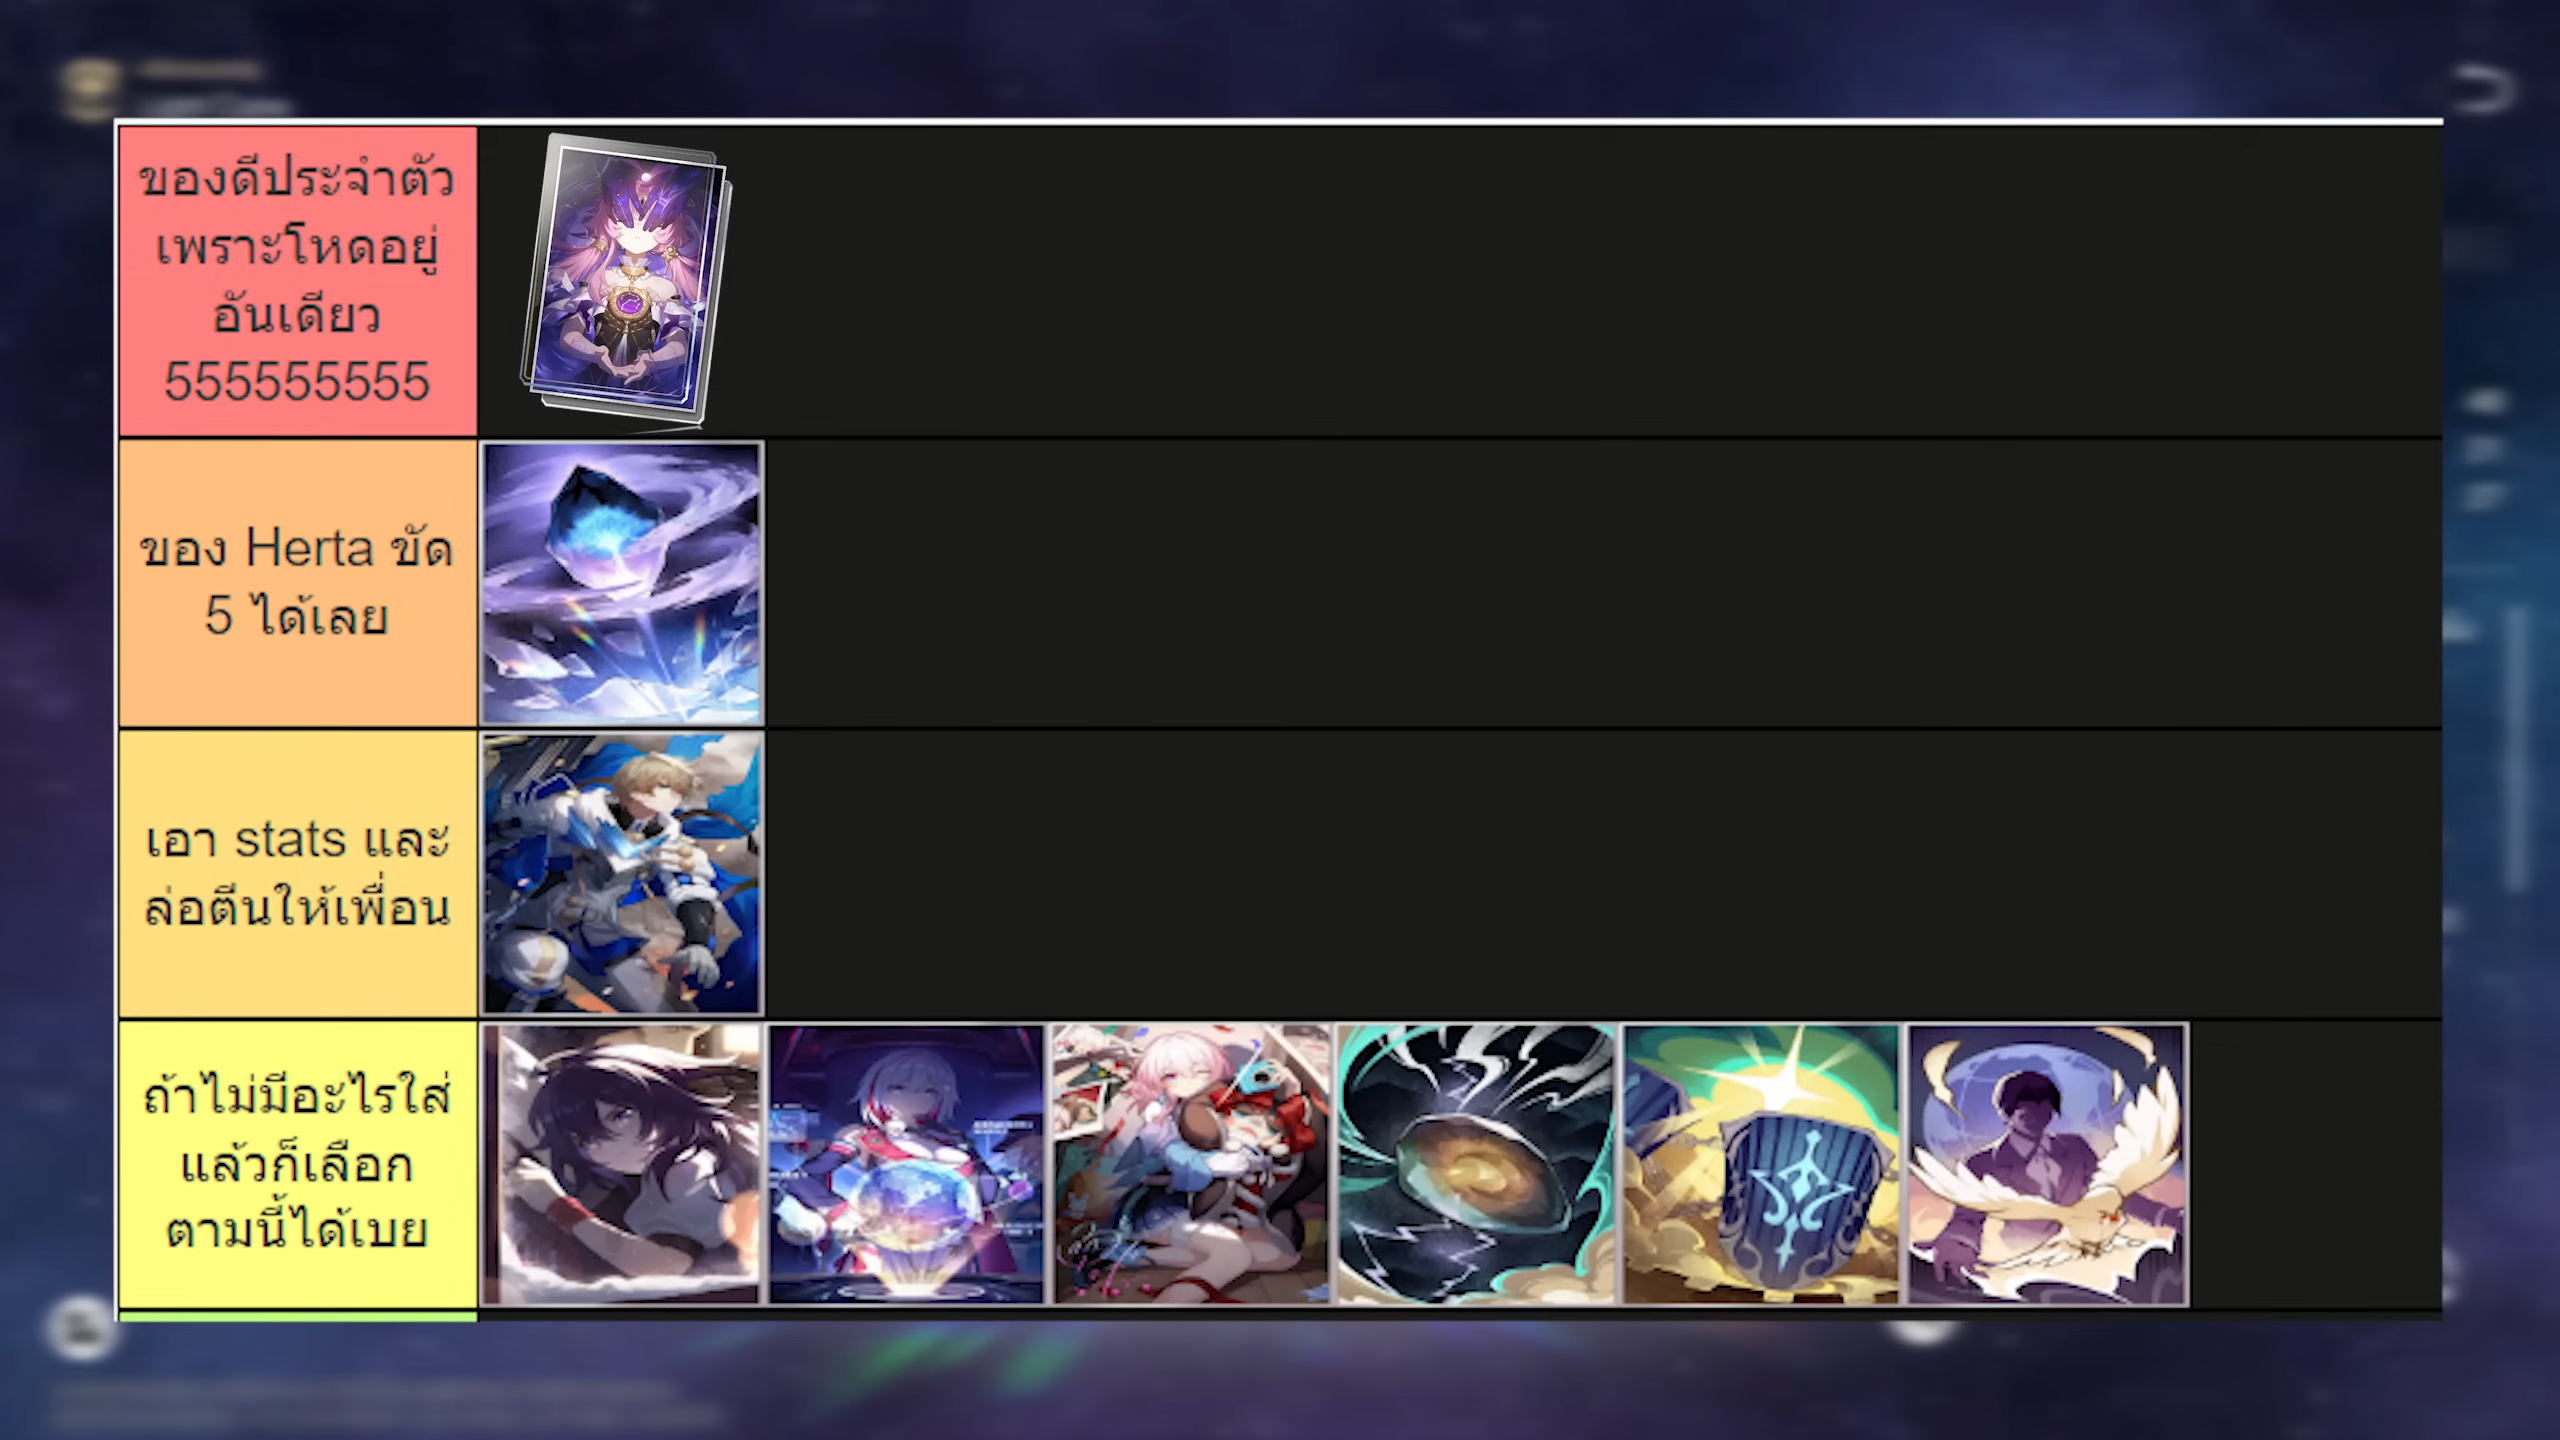 ของดีประจำตัว
เพราะโหดอยู่
อันเดียว
555555555
ของ Herta ขัด
5 ได้เลย
เอา stats และ
ล่อตีนให้เพื่อน
ถ้าไม่มีอะไรใส่
แล้วก็เลือก
ตามนี้ได้เบย